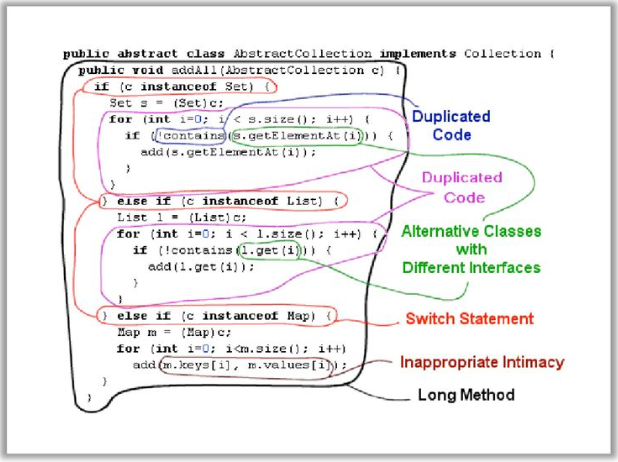 public abstract class AbstractCollection implements Collection {
public void addAll(AbstractCollection c) {
if (c instanceof Set) {
Set s = (Set)c;
for (int i=0; i < s.size(); i++) {
if (!contains(s.getElementAt(i))) {
add(s.getElementAt(i));
}
}
} else if (c instanceof List) {
List l = (List)c;
for (int i=0; i < l.size(); i++) {
if (!contains(l.get(i))) {
add(l.get(i));
}
}
} else if (c instanceof Map) {
Map m = (Map)c;
for (int i=0; i<m.size(); i++)
add(m.keys[i], m.values[i]);
}
}
Duplicated
Code
Duplicated
Code
Alternative Classes
with
Different Interfaces
Switch Statement
Inappropriate Intimacy
Long Method